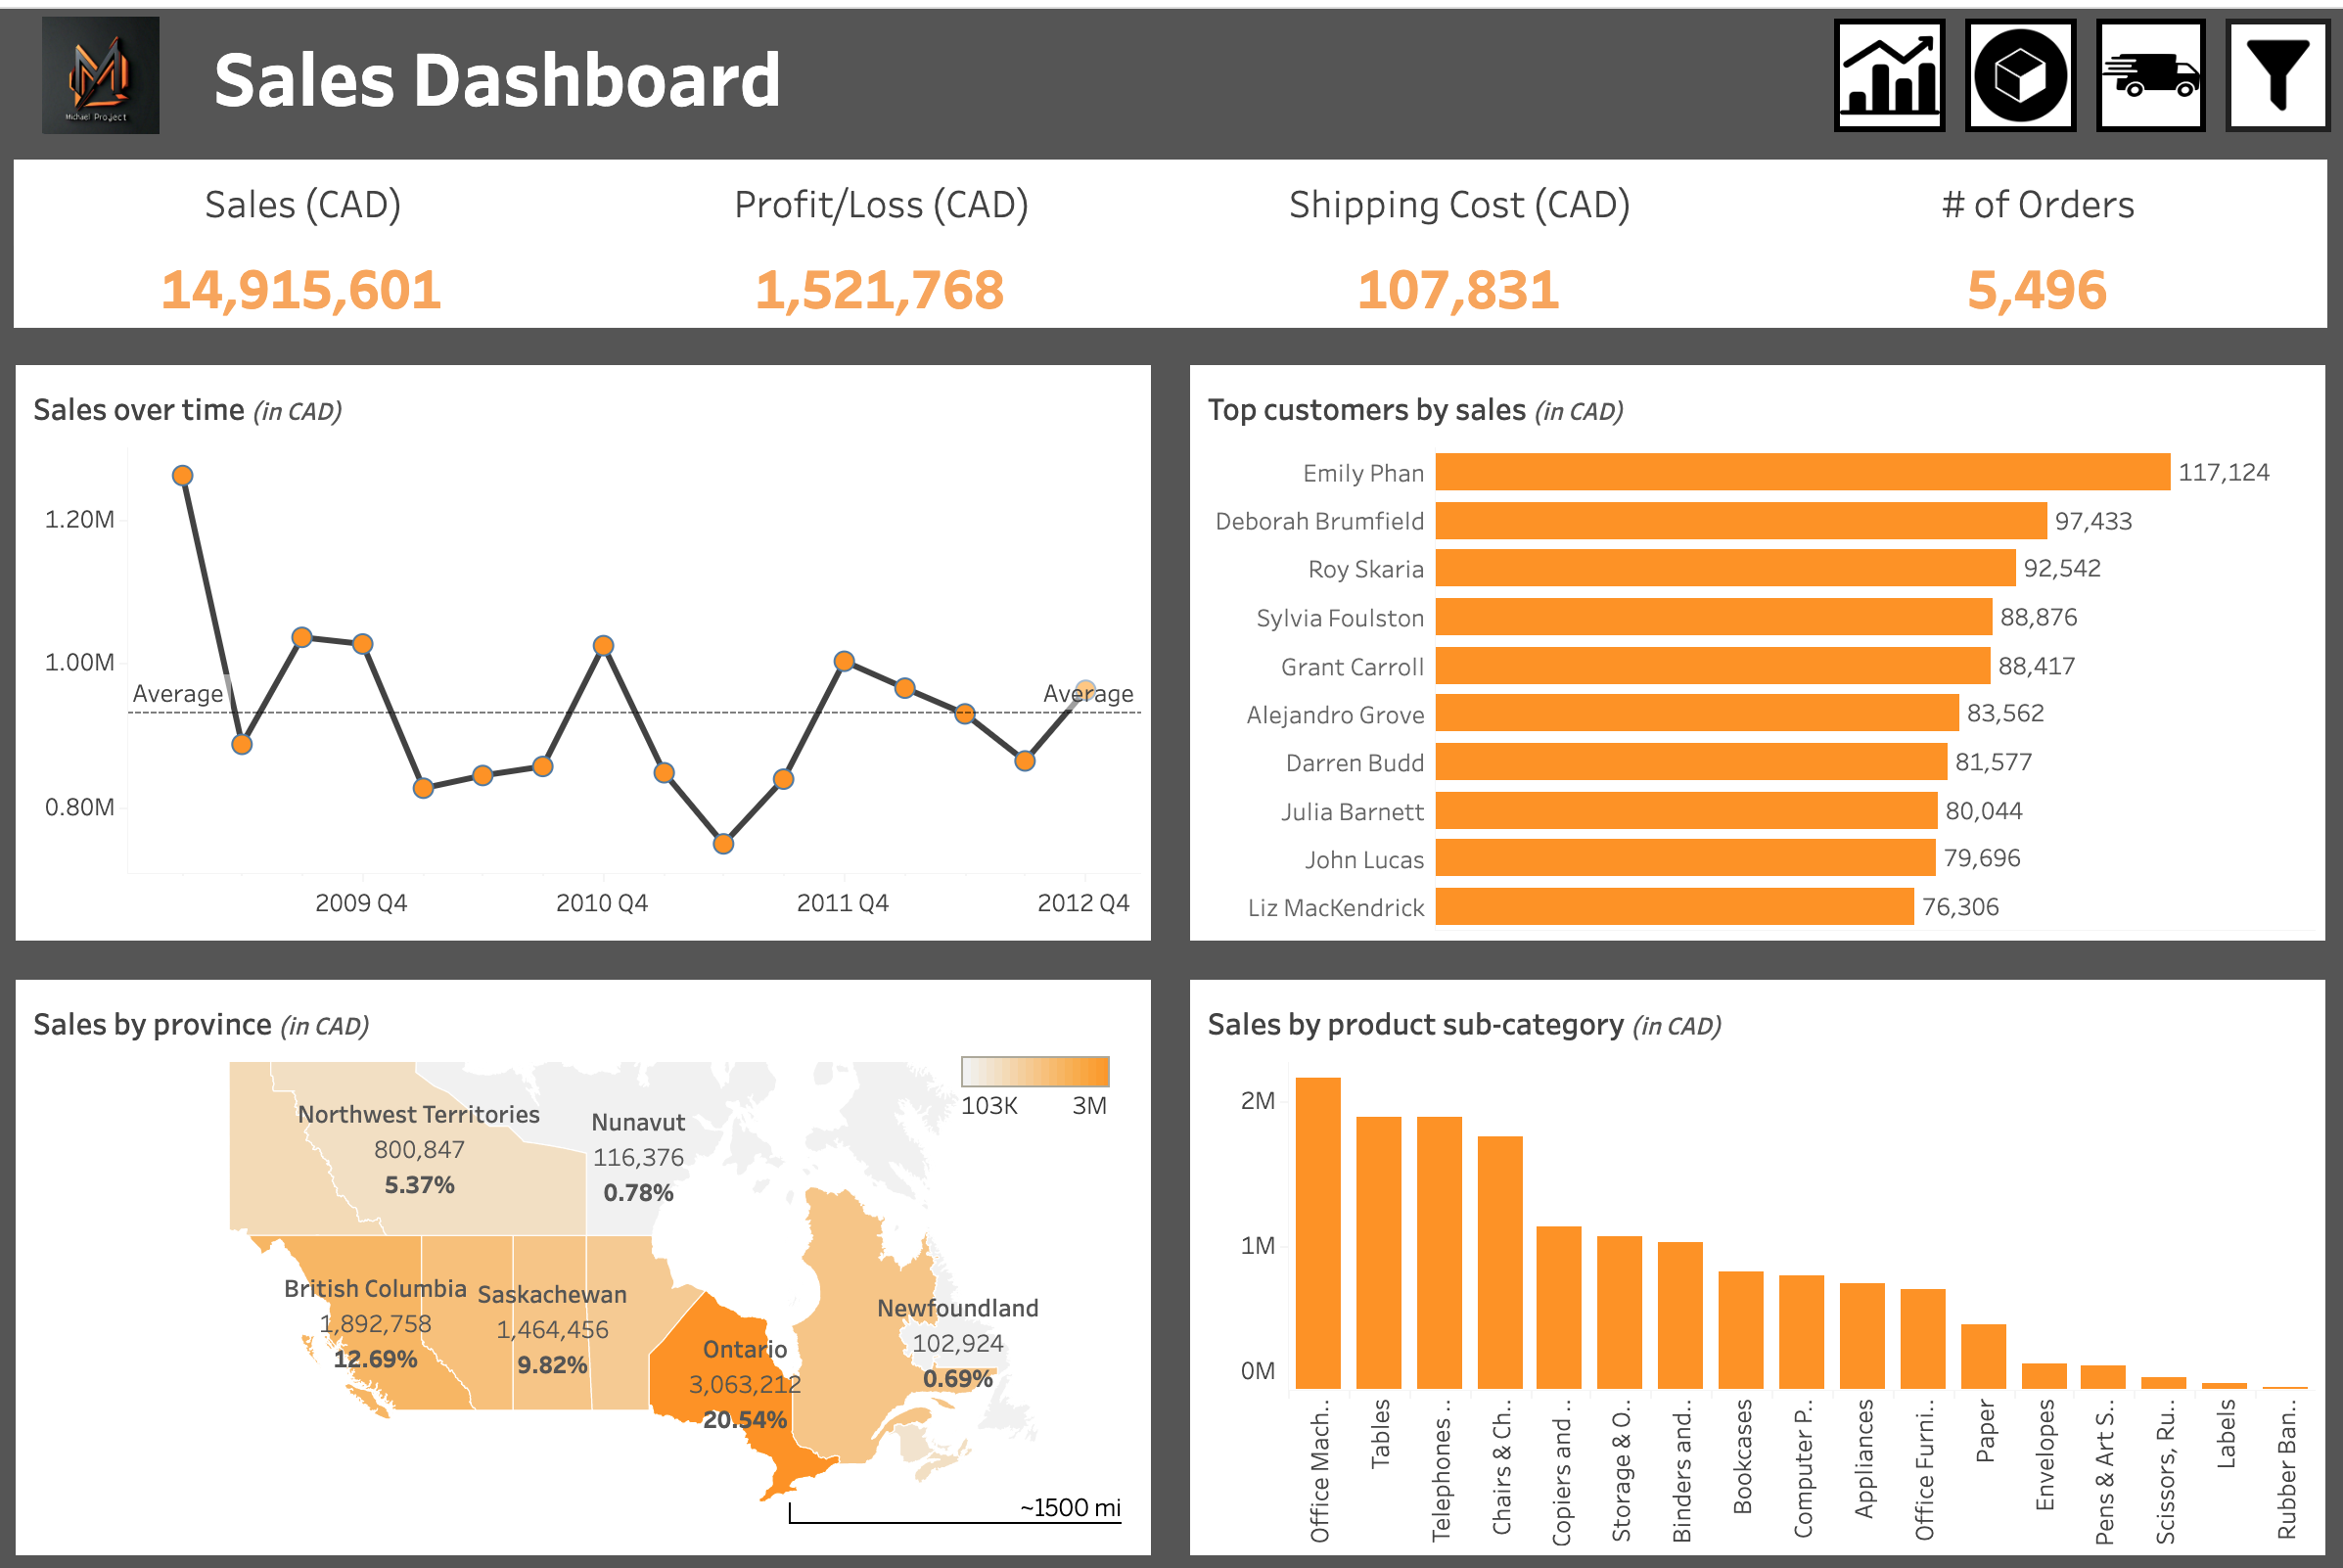 Michael Project
Sales Dashboard
Sales (CAD)
Profit/Loss (CAD)
Shipping Cost (CAD)
# of Orders
14,915,601
1,521,768
107,831
5,496
Sales over time (in CAD)
1.20M
1.00M
0.80M
Average
Average
2009 Q4
2010 Q4
2011 Q4
2012 Q4
Top customers by sales (in CAD)
Emily Phan 117,124
Deborah Brumfield 97,433
Roy Skaria 92,542
Sylvia Foulston 88,876
Grant Carroll 88,417
Alejandro Grove 83,562
Darren Budd 81,577
Julia Barnett 80,044
John Lucas 79,696
Liz MacKendrick 76,306
Sales by province (in CAD)
103K 3M
Northwest Territories
800,847
5.37%
Nunavut
116,376
0.78%
British Columbia
1,892,758
12.69%
Saskachewan
1,464,456
9.82%
Ontario
3,063,212
20.54%
Newfoundland
102,924
0.69%
~1500 mi
Sales by product sub-category (in CAD)
2M
1M
0M
Office Mach..
Tables
Telephones ..
Chairs & Ch..
Copiers and ..
Storage & O..
Binders and..
Bookcases
Computer P..
Appliances
Office Furni..
Paper
Envelopes
Pens & Art S..
Scissors, Ru..
Labels
Rubber Ban..